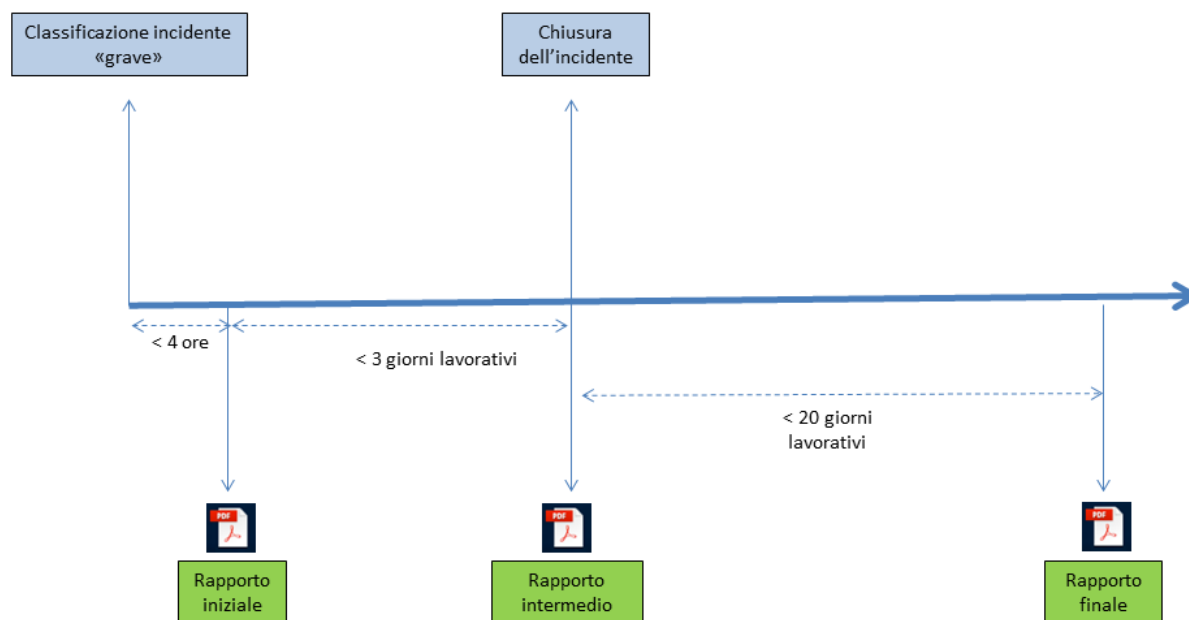 Classificazione incidente
«grave»
Chiusura
dell’incidente
< 4 ore
< 3 giorni lavorativi
< 20 giorni
lavorativi
PDF
PDF
PDF
Rapporto
iniziale
Rapporto
intermedio
Rapporto
finale